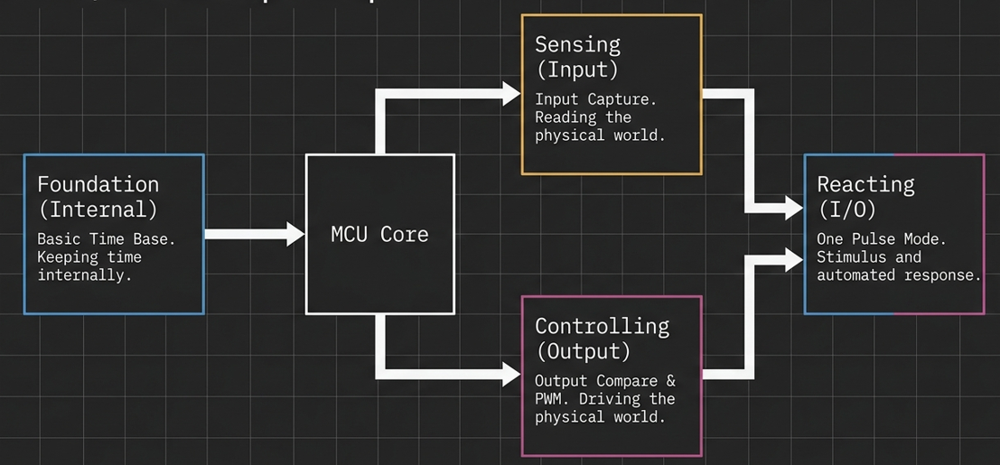 Foundation
(Internal)
Basic Time Base.
Keeping time
internally.
MCU Core
Sensing
(Input)
Input Capture.
Reading the
physical world.
Controlling
(Output)
Output Compare &
PWM. Driving the
physical world.
Reacting
(I/O)
One Pulse Mode.
Stimulus and
automated response.